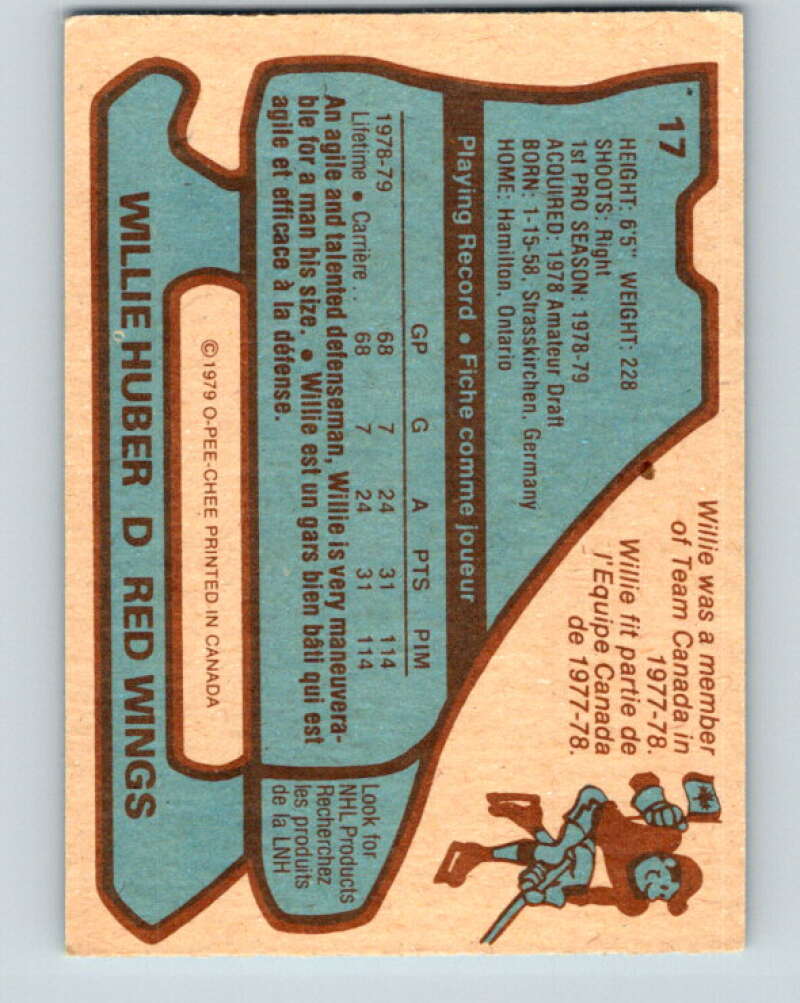 17
HEIGHT: 6'5" WEIGHT: 228
SHOOTS: Right
1st PRO SEASON: 1978-79
ACQUIRED: 1978 Amateur Draft
BORN: 1-15-58, Strasskirchen, Germany
HOME: Hamilton, Ontario
Willie was a member
of Team Canada in
1977-78.
Willie fit partie de
l'Equipe Canada
de 1977-78.
Playing Record • Fiche comme joueur
GP G A PTS PIM
1978-79 68 7 24 31 114
Lifetime • Carrière . . 68 7 24 31 114
An agile and talented defenseman, Willie is very maneuvera-
ble for a man his size. • Willie est un gars bien bâti qui est
agile et efficace à la défense.
Look for
NHL Products
Recherchez
les produits
de la LNH
©1979 O-PEE-CHEE PRINTED IN CANADA
WILLIE HUBER D RED WINGS